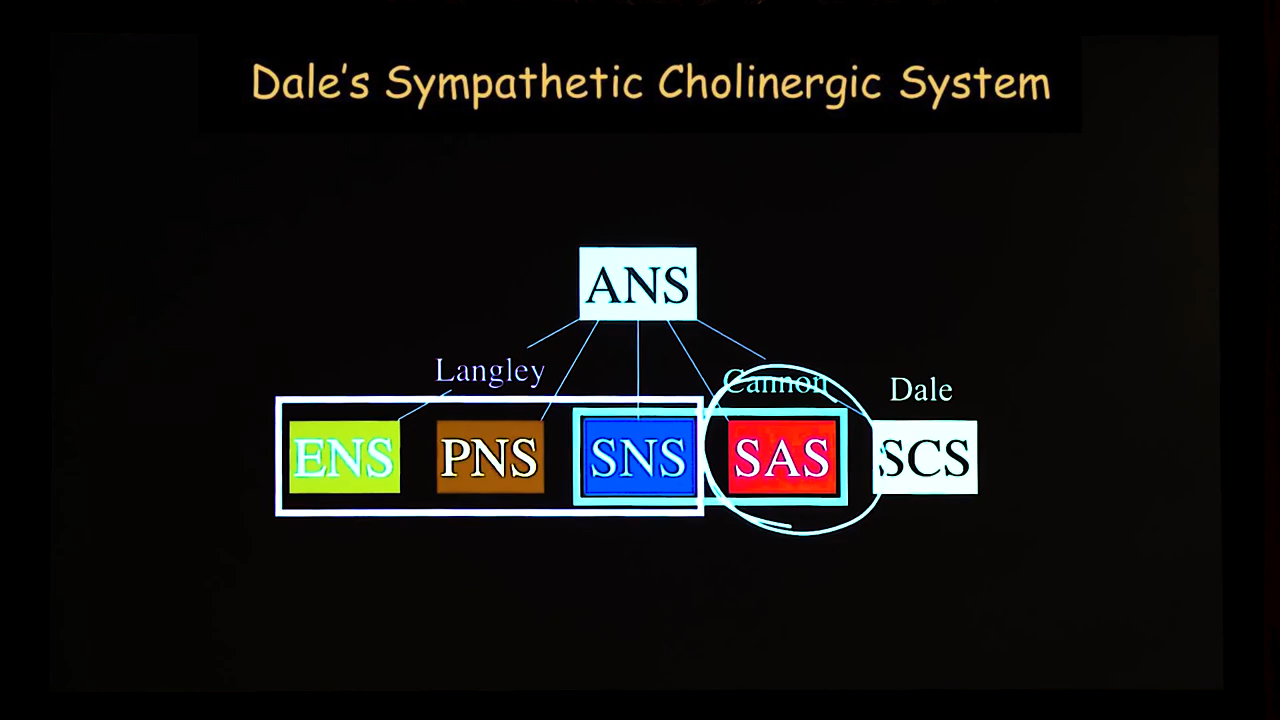 Dale's Sympathetic Cholinergic System
ANS
Langley
Cannon
Dale
ENS
PNS
SNS
SAS
SCS